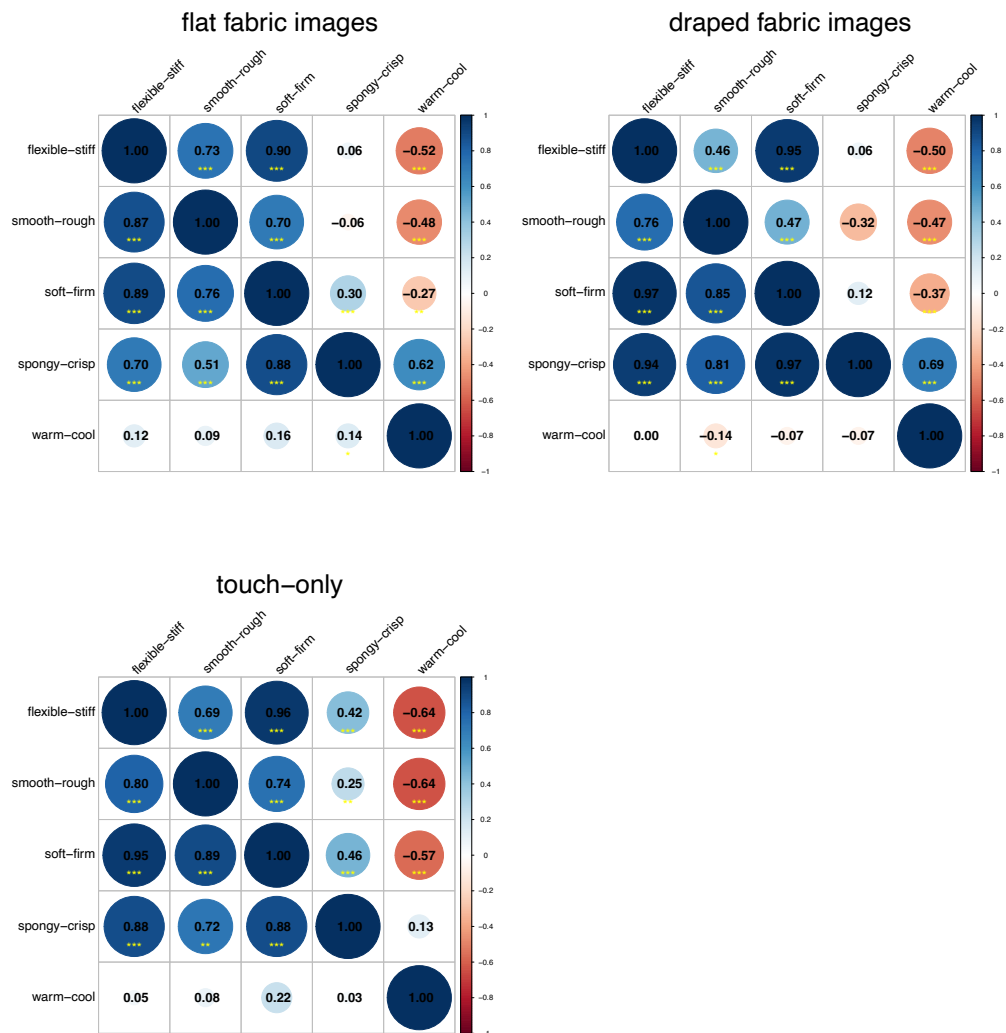 flat fabric images
flexible−stiff smooth−rough soft−firm spongy−crisp warm−cool
flexible−stiff 1.00 0.73 0.90 0.06 −0.52
*** *** ***
smooth−rough 0.87 1.00 0.70 −0.06 −0.48
*** *** ***
soft−firm 0.89 0.76 1.00 0.30 −0.27
*** *** *** **
spongy−crisp 0.70 0.51 0.88 1.00 0.62
*** *** *** ***
warm−cool 0.12 0.09 0.16 0.14 1.00
*
1
0.8
0.6
0.4
0.2
0
−0.2
−0.4
−0.6
−0.8
−1
draped fabric images
flexible−stiff smooth−rough soft−firm spongy−crisp warm−cool
flexible−stiff 1.00 0.46 0.95 0.06 −0.50
*** *** ***
smooth−rough 0.76 1.00 0.47 −0.32 −0.47
*** *** ***
soft−firm 0.97 0.85 1.00 0.12 −0.37
*** *** ***
spongy−crisp 0.94 0.81 0.97 1.00 0.69
*** *** *** ***
warm−cool 0.00 −0.14 −0.07 −0.07 1.00
*
1
0.8
0.6
0.4
0.2
0
−0.2
−0.4
−0.6
−0.8
−1
touch−only
flexible−stiff smooth−rough soft−firm spongy−crisp warm−cool
flexible−stiff 1.00 0.69 0.96 0.42 −0.64
*** *** *** ***
smooth−rough 0.80 1.00 0.74 0.25 −0.64
*** *** ** ***
soft−firm 0.95 0.89 1.00 0.46 −0.57
*** *** *** ***
spongy−crisp 0.88 0.72 0.88 1.00 0.13
*** ** ***
warm−cool 0.05 0.08 0.22 0.03 1.00
1
0.8
0.6
0.4
0.2
0
−0.2
−0.4
−0.6
−0.8
−1